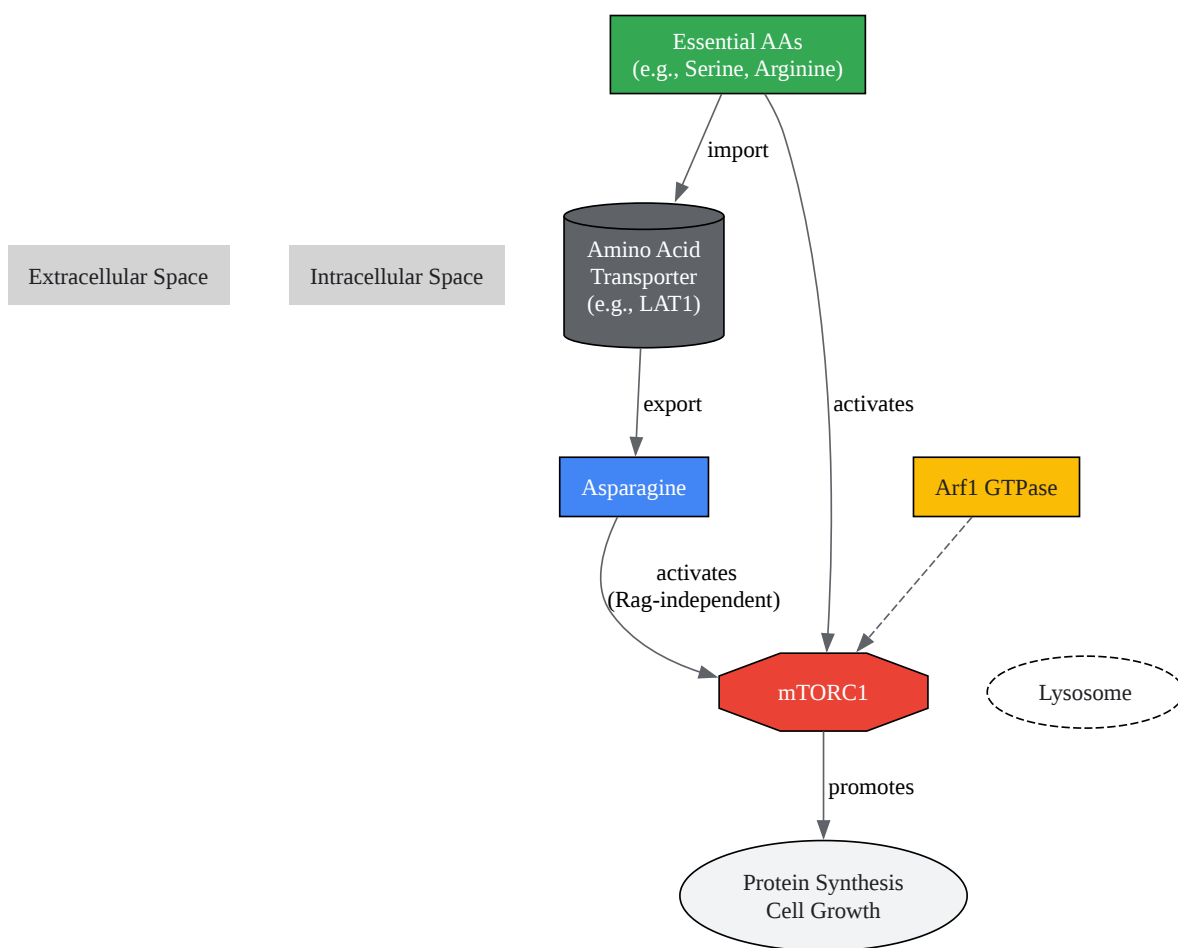 Essential AAs
(e.g., Serine, Arginine)
import
Extracellular Space
Intracellular Space
Amino Acid
Transporter
(e.g., LAT1)
export
activates
Asparagine
Arf1 GTPase
activates
(Rag-independent)
mTORC1
Lysosome
promotes
Protein Synthesis
Cell Growth